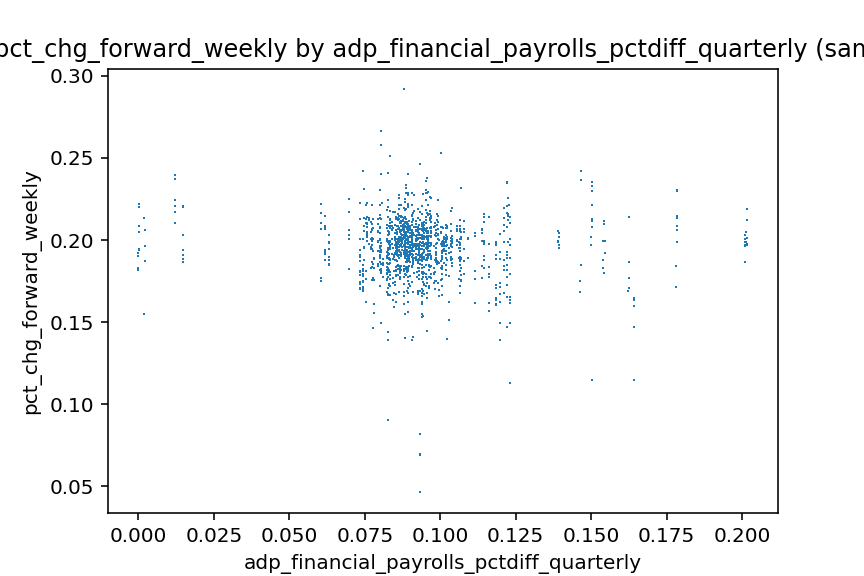 pct_chg_forward_weekly by adp_financial_payrolls_pctdiff_quarterly (sam
0.30
0.25
0.20
0.15
0.10
0.05
pct_chg_forward_weekly
0.000 0.025 0.050 0.075 0.100 0.125 0.150 0.175 0.200
adp_financial_payrolls_pctdiff_quarterly